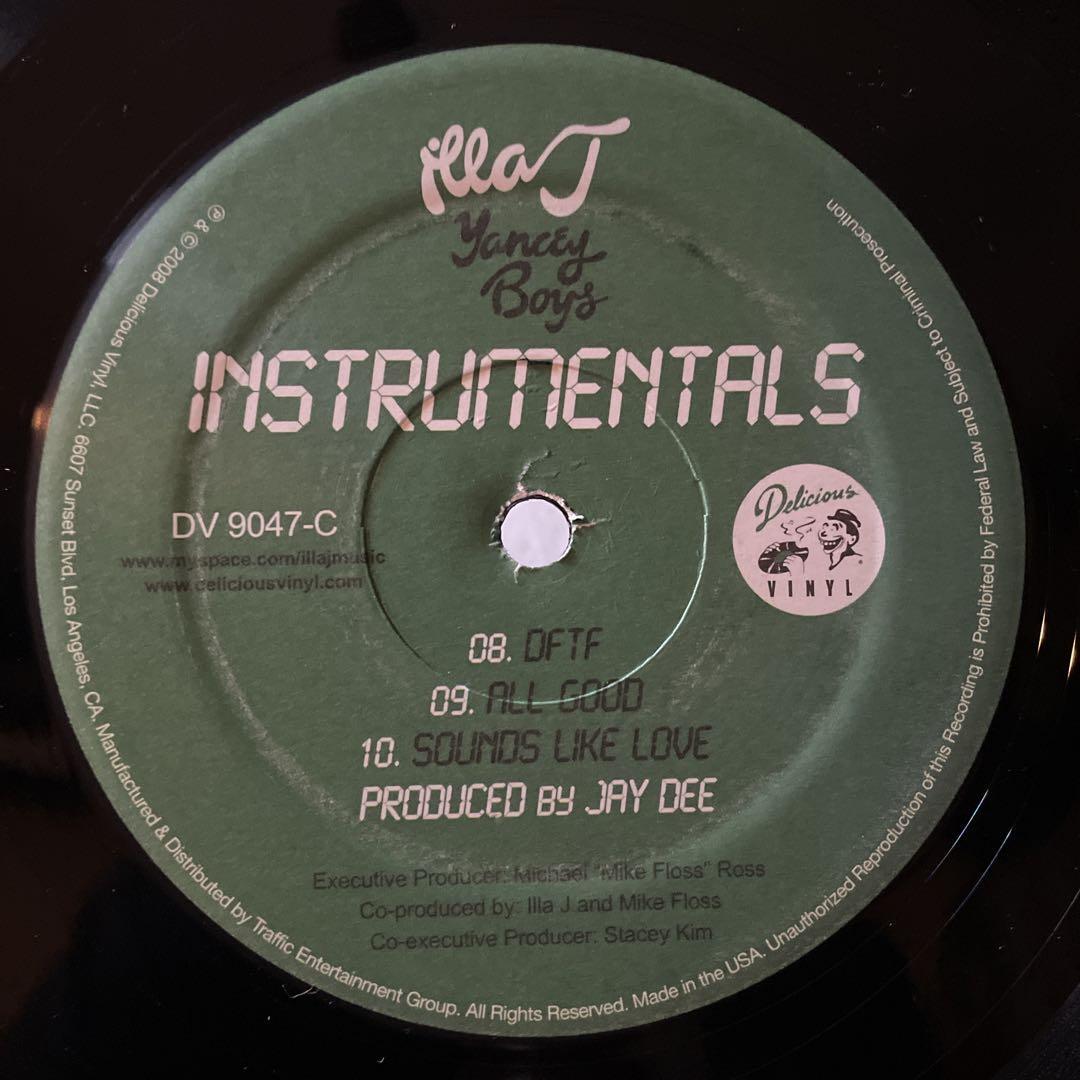 illa J
Yancey
Boys
INSTRUMENTALS
DV 9047-C
www.myspace.com/illajmusic
www.deliciousvinyl.com
Delicious
VINYL
08. DFTF
09. ALL GOOD
10. SOUNDS LIKE LOVE
PRODUCED BY JAY DEE
Executive Producer: Michael "Mike Floss" Ross
Co-produced by: Illa J and Mike Floss
Co-executive Producer: Stacey Kim
℗ & © 2008 Delicious Vinyl, LLC. 6607 Sunset Blvd, Los Angeles, CA. Manufactured & Distributed by Traffic Entertainment Group. All Rights Reserved. Made in the USA. Unauthorized Reproduction of this Recording is Prohibited by Federal Law and Subject to Criminal Prosecution